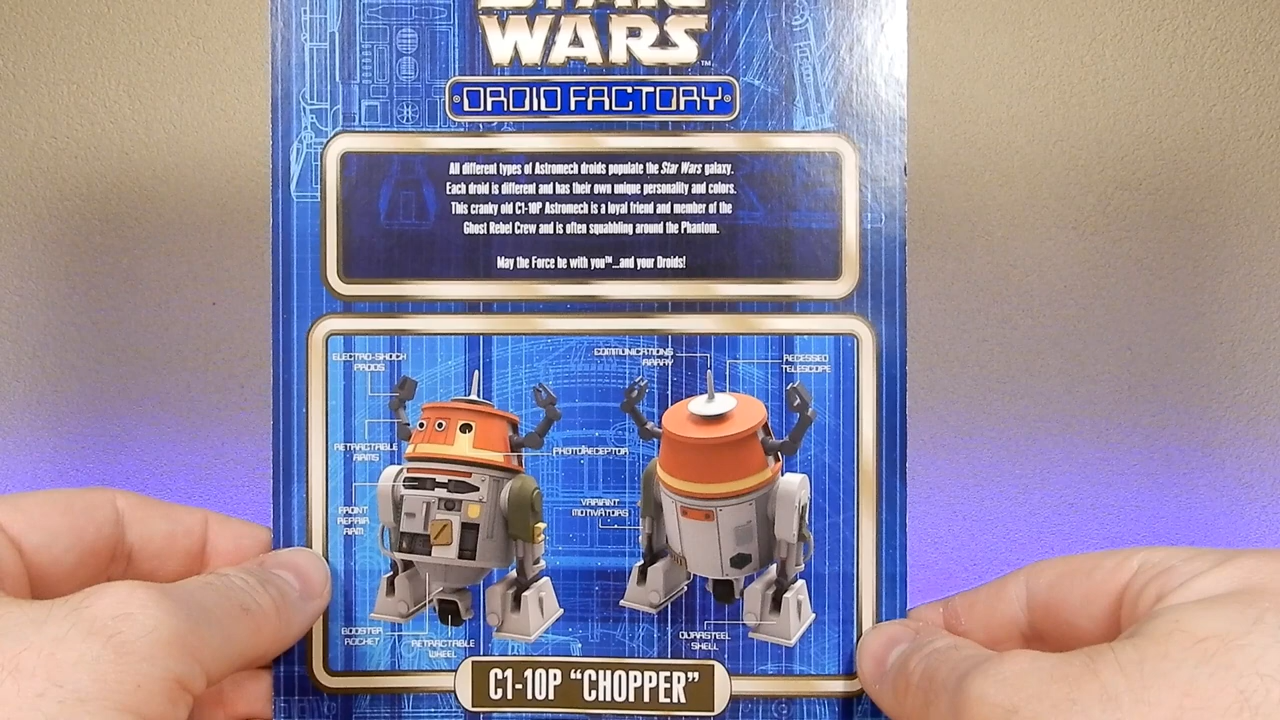 STAR
WARS™
DROID FACTORY
All different types of Astromech droids populate the Star Wars galaxy.
Each droid is different and has their own unique personality and colors.
This cranky old C1-10P Astromech is a loyal friend and member of the
Ghost Rebel Crew and is often squabbling around the Phantom.
May the Force be with you™...and your Droids!
ELECTRO-SHOCK
PRODS
COMMUNICATIONS
ARRAY
RECESSED
TELESCOPE
RETRACTABLE
ARMS
PHOTORECEPTOR
FRONT
REPAIR
ARM
VARIANT
MOTIVATORS
BOOSTER
ROCKET
RETRACTABLE
WHEEL
DURASTEEL
SHELL
C1-10P “CHOPPER”